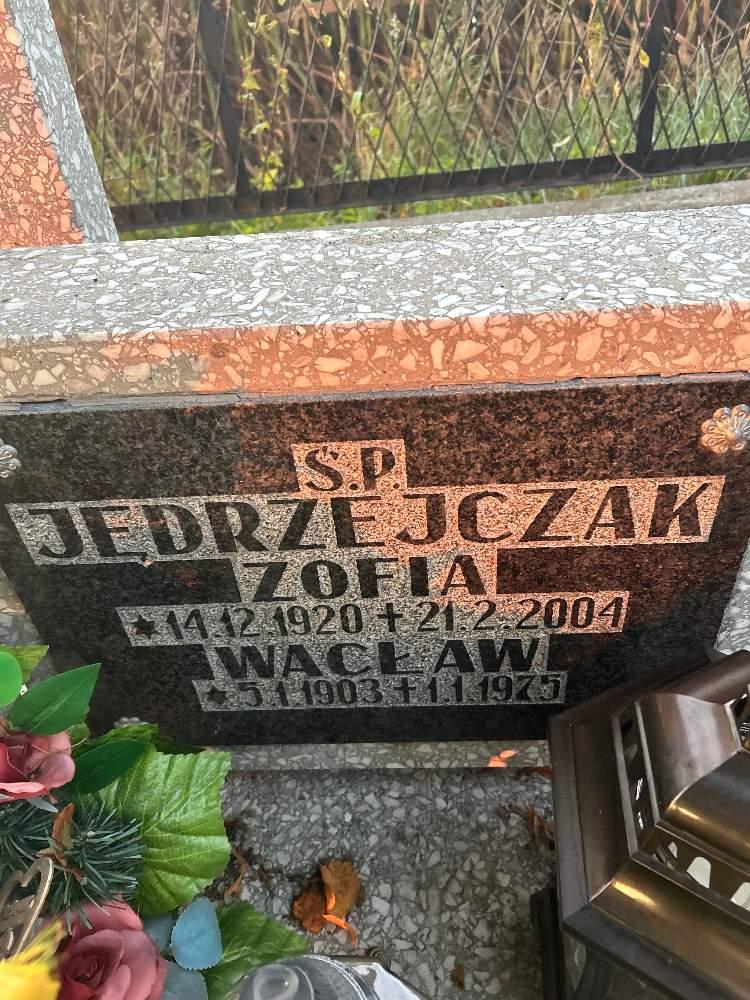 Ś.P.
JĘDRZEJCZAK
ZOFIA
★14.12.1920 ✝ 21.2.2004
WACŁAW
★5.1.1903 ✝ 1.1.1975